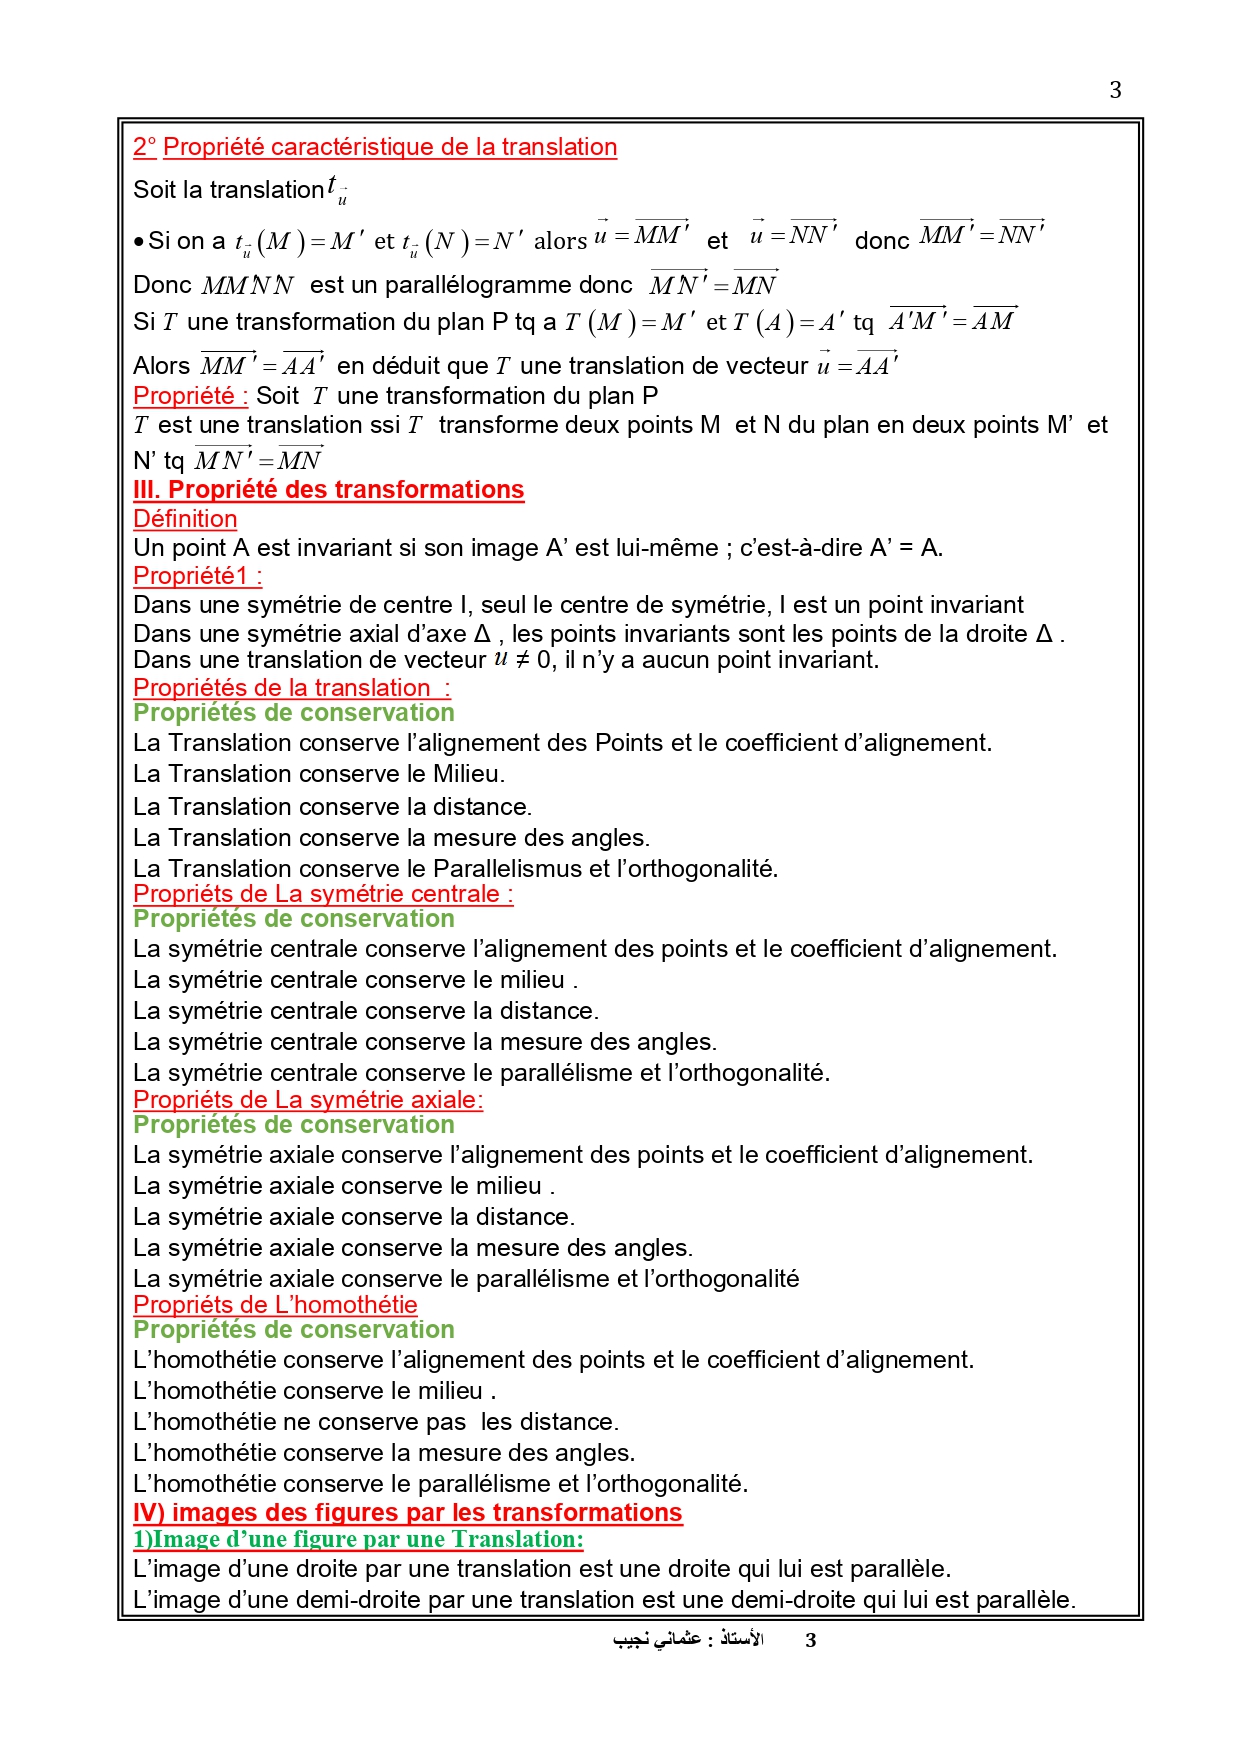 3
2° Propriété caractéristique de la translation
Soit la translation t_{\vec{u}}
• Si on a t_{\vec{u}}(M) = M′ et t_{\vec{u}}(N) = N′ alors \vec{u} = \overrightarrow{MM′} et \vec{u} = \overrightarrow{NN′} donc \overrightarrow{MM′} = \overrightarrow{NN′}
Donc MM′N′N est un parallélogramme donc \overrightarrow{M′N′} = \overrightarrow{MN}
Si T une transformation du plan P tq a T(M) = M′ et T(A) = A′ tq \overrightarrow{A′M′} = \overrightarrow{AM}
Alors \overrightarrow{MM′} = \overrightarrow{AA′} en déduit que T une translation de vecteur \vec{u} = \overrightarrow{AA′}
Propriété : Soit T une transformation du plan P
T est une translation ssi T transforme deux points M et N du plan en deux points M’ et
N’ tq \overrightarrow{M′N′} = \overrightarrow{MN}
III. Propriété des transformations
Définition
Un point A est invariant si son image A’ est lui-même ; c’est-à-dire A’ = A.
Propriété1 :
Dans une symétrie de centre I, seul le centre de symétrie, I est un point invariant
Dans une symétrie axial d’axe Δ , les points invariants sont les points de la droite Δ .
Dans une translation de vecteur u ≠ 0, il n’y a aucun point invariant.
Propriétés de la translation :
Propriétés de conservation
La Translation conserve l’alignement des Points et le coefficient d’alignement.
La Translation conserve le Milieu.
La Translation conserve la distance.
La Translation conserve la mesure des angles.
La Translation conserve le Parallelismus et l’orthogonalité.
Propriéts de La symétrie centrale :
Propriétés de conservation
La symétrie centrale conserve l’alignement des points et le coefficient d’alignement.
La symétrie centrale conserve le milieu .
La symétrie centrale conserve la distance.
La symétrie centrale conserve la mesure des angles.
La symétrie centrale conserve le parallélisme et l’orthogonalité.
Propriéts de La symétrie axiale:
Propriétés de conservation
La symétrie axiale conserve l’alignement des points et le coefficient d’alignement.
La symétrie axiale conserve le milieu .
La symétrie axiale conserve la distance.
La symétrie axiale conserve la mesure des angles.
La symétrie axiale conserve le parallélisme et l’orthogonalité
Propriéts de L’homothétie
Propriétés de conservation
L’homothétie conserve l’alignement des points et le coefficient d’alignement.
L’homothétie conserve le milieu .
L’homothétie ne conserve pas les distance.
L’homothétie conserve la mesure des angles.
L’homothétie conserve le parallélisme et l’orthogonalité.
IV) images des figures par les transformations
1)Image d’une figure par une Translation:
L’image d’une droite par une translation est une droite qui lui est parallèle.
L’image d’une demi-droite par une translation est une demi-droite qui lui est parallèle.
3 الأستاذ : عثماني نجيب